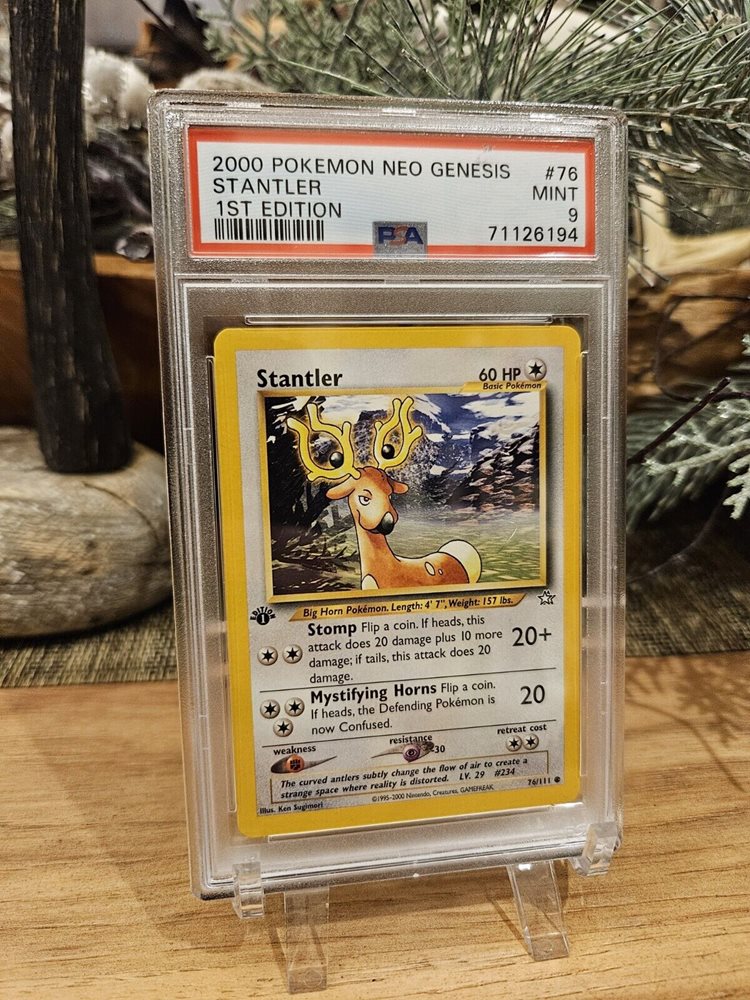 2000 POKEMON NEO GENESIS #76
STANTLER MINT
1ST EDITION 9
PSA 71126194
Stantler 60 HP
Basic Pokémon
EDITION
1
Big Horn Pokémon. Length: 4' 7", Weight: 157 lbs.
Stomp Flip a coin. If heads, this
attack does 20 damage plus 10 more 20+
damage; if tails, this attack does 20
damage.
Mystifying Horns Flip a coin. 20
If heads, the Defending Pokémon is
now Confused.
weakness resistance retreat cost
-30
The curved antlers subtly change the flow of air to create a
strange space where reality is distorted. LV. 29 #234
Illus. Ken Sugimori ©1995-2000 Nintendo, Creatures, GAMEFREAK. 76/111